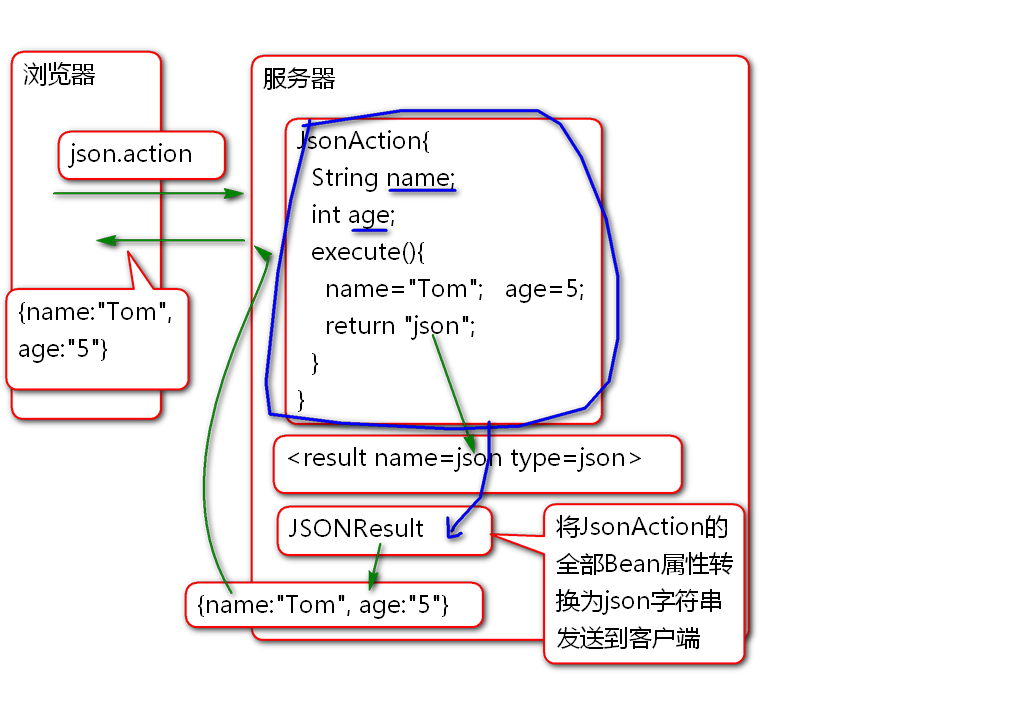 浏览器
json.action
{name:"Tom",
age:"5"}
服务器
JsonAction{
String name;
int age;
execute(){
name="Tom";   age=5;
return "json";
}
}
<result name=json type=json>
JSONResult
{name:"Tom", age:"5"}
将JsonAction的
全部Bean属性转
换为json字符串
发送到客户端